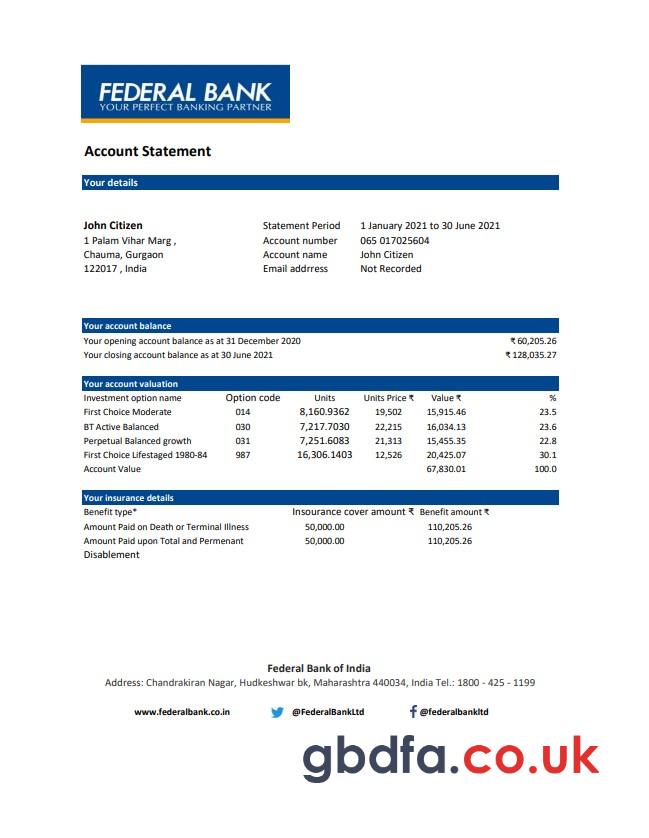 FEDERAL BANK
YOUR PERFECT BANKING PARTNER
Account Statement
Your details
John Citizen Statement Period 1 January 2021 to 30 June 2021
1 Palam Vihar Marg , Account number 065 017025604
Chauma, Gurgaon Account name John Citizen
122017 , India Email addrress Not Recorded
Your account balance
Your opening account balance as at 31 December 2020 ₹ 60,205.26
Your closing account balance as at 30 June 2021 ₹ 128,035.27
Your account valuation
Investment option name Option code Units Units Price ₹ Value ₹ %
First Choice Moderate 014 8,160.9362 19,502 15,915.46 23.5
BT Active Balanced 030 7,217.7030 22,215 16,034.13 23.6
Perpetual Balanced growth 031 7,251.6083 21,313 15,455.35 22.8
First Choice Lifestaged 1980-84 987 16,306.1403 12,526 20,425.07 30.1
Account Value 67,830.01 100.0
Your insurance details
Benefit type* Insourance cover amount ₹ Benefit amount ₹
Amount Paid on Death or Terminal Illness 50,000.00 110,205.26
Amount Paid upon Total and Permenant 50,000.00 110,205.26
Disablement
Federal Bank of India
Address: Chandrakiran Nagar, Hudkeshwar bk, Maharashtra 440034, India Tel.: 1800 - 425 - 1199
www.federalbank.co.in @FederalBankLtd @federalbankltd
gbdfa.co.uk